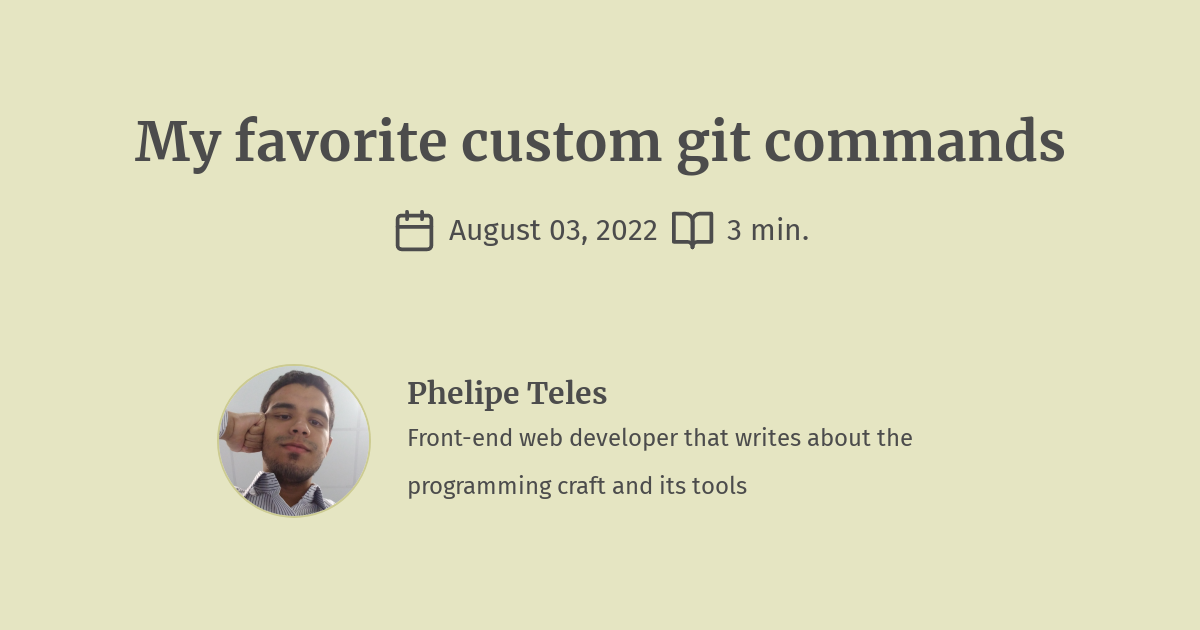 My favorite custom git commands
August 03, 2022 3 min.
Phelipe Teles
Front-end web developer that writes about the
programming craft and its tools